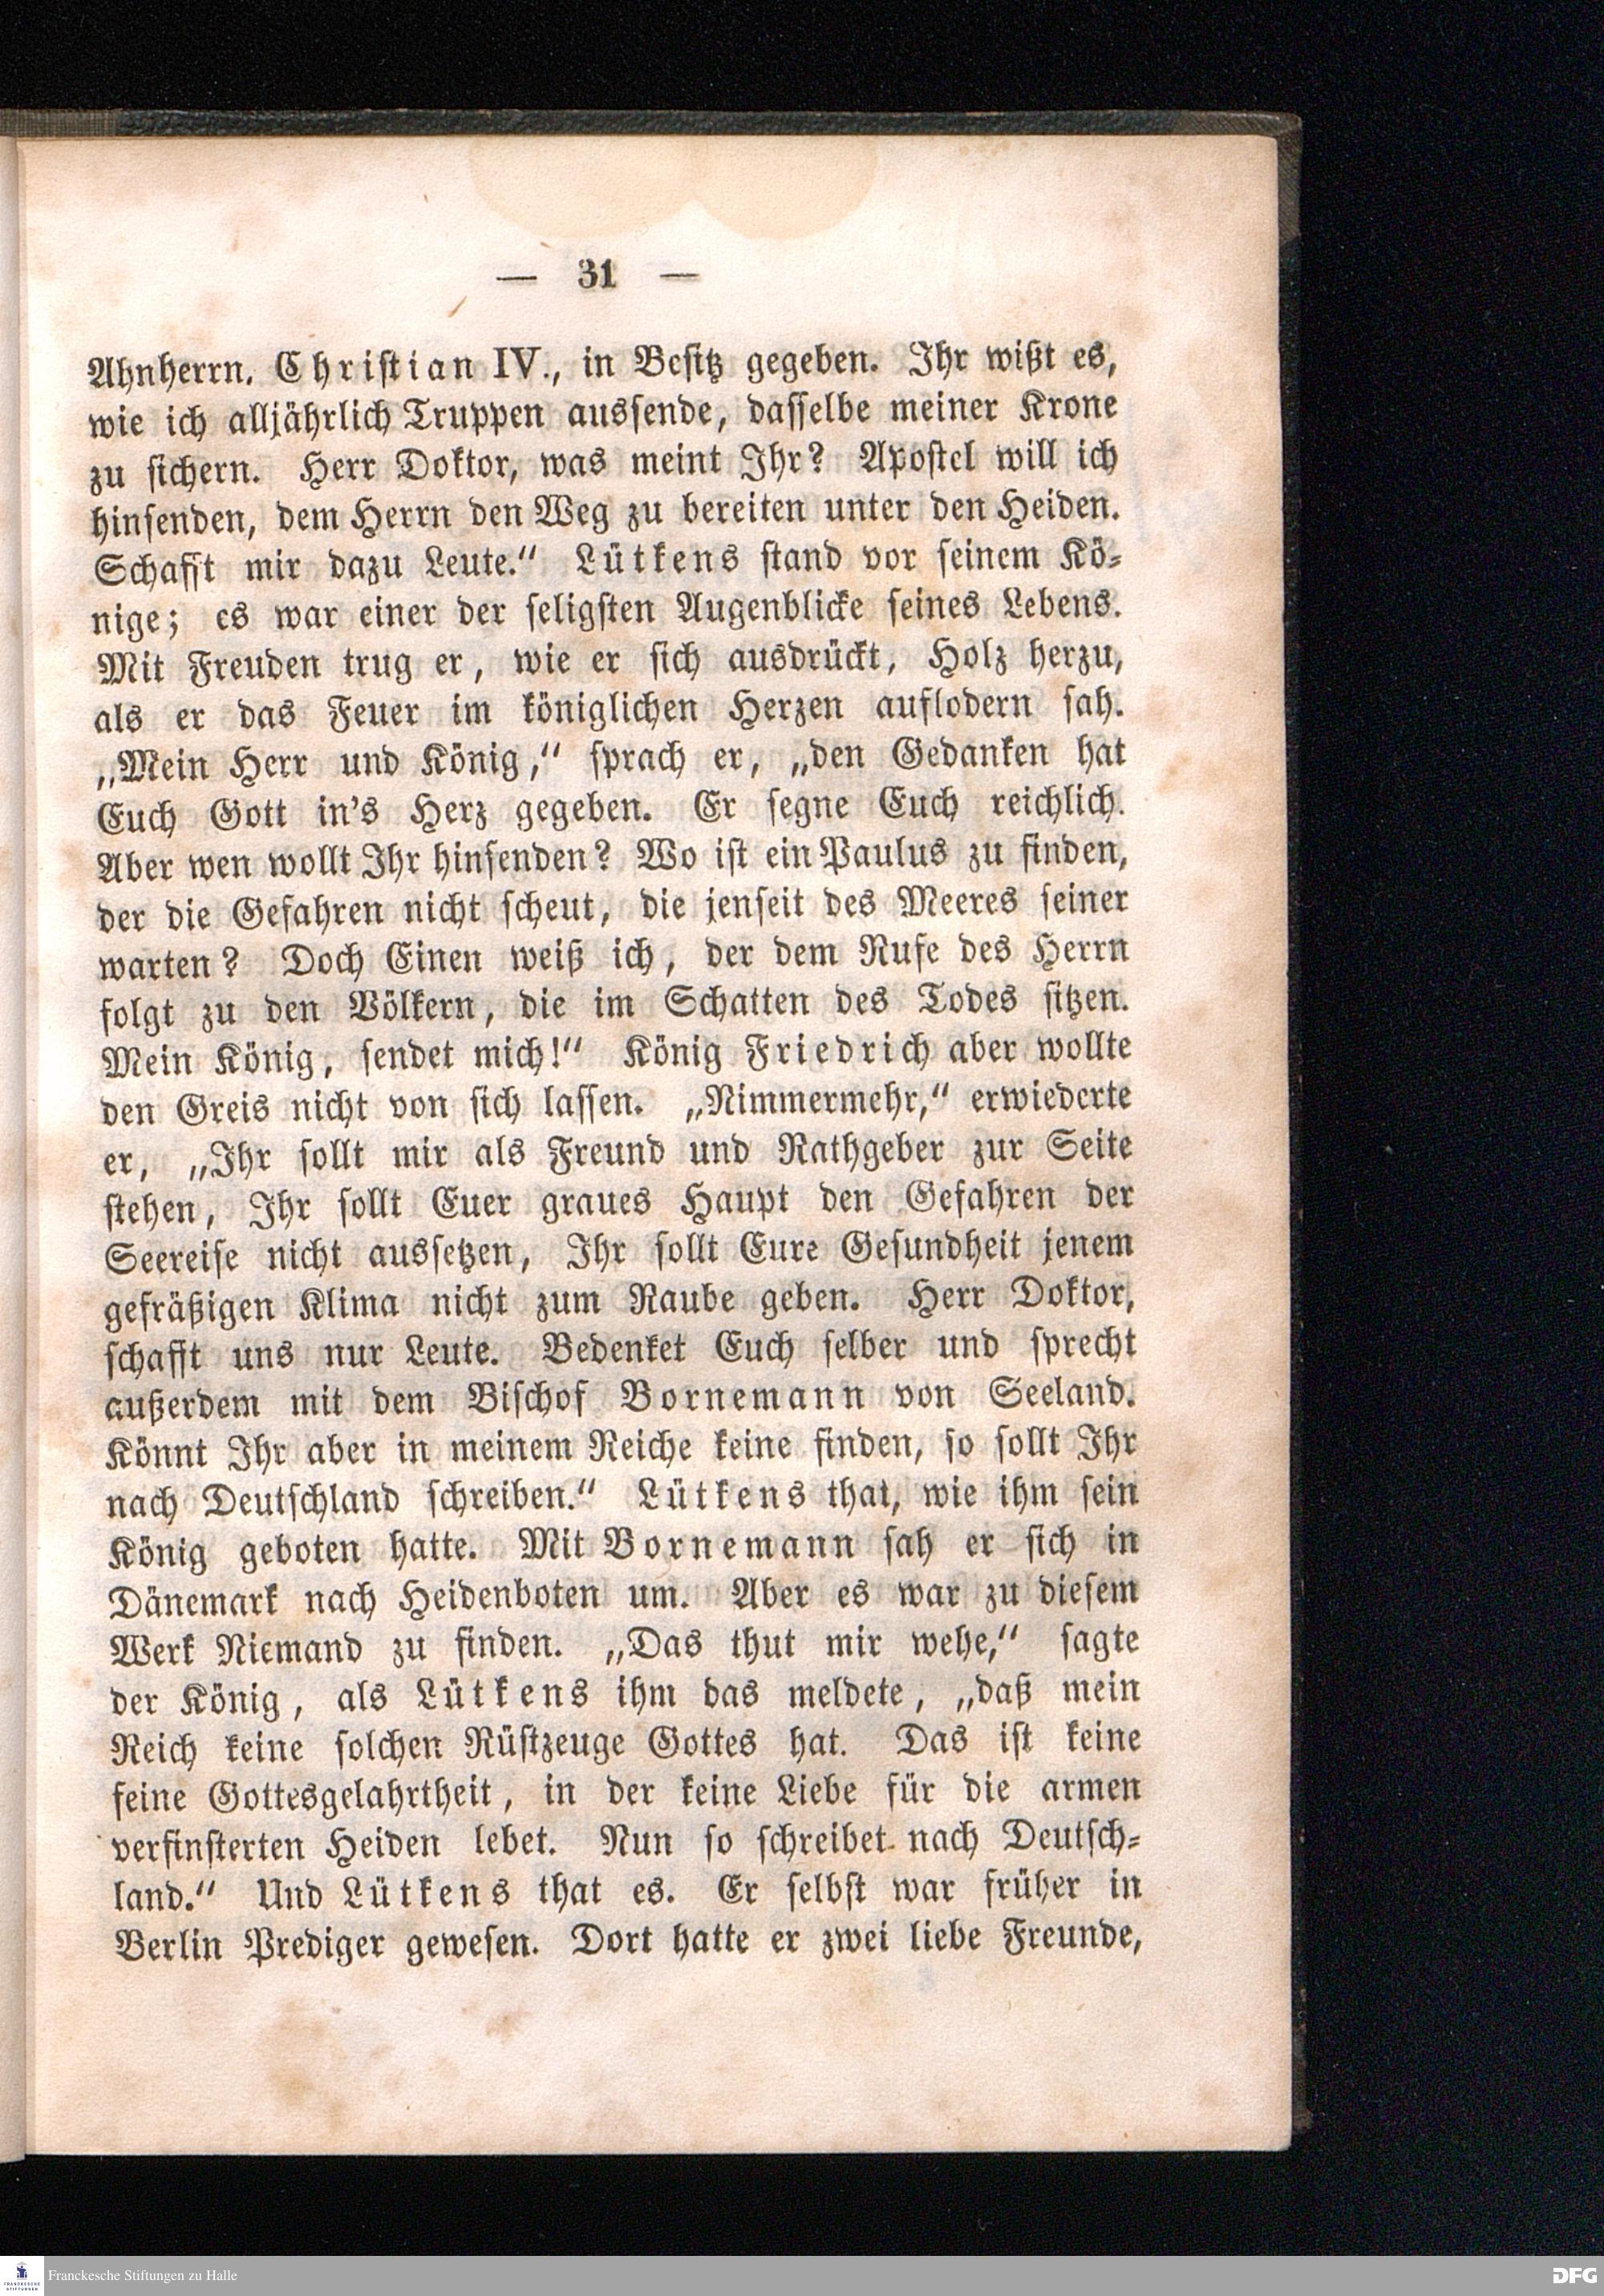 — 31 —
Ahnherrn, Christian IV., in Besitz gegeben. Ihr wißt es,
wie ich alljährlich Truppen aussende, dasselbe meiner Krone
zu sichern. Herr Doktor, was meint Ihr? Apostel will ich
hinsenden, dem Herrn den Weg zu bereiten unter den Heiden.
Schafft mir dazu Leute.“ Lütkens stand vor seinem Kö-
nige; es war einer der seligsten Augenblicke seines Lebens.
Mit Freuden trug er, wie er sich ausdrückt, Holz herzu,
als er das Feuer im königlichen Herzen auflodern sah.
„Mein Herr und König,“ sprach er, „den Gedanken hat
Euch Gott in’s Herz gegeben. Er segne Euch reichlich.
Aber wen wollt Ihr hinsenden? Wo ist ein Paulus zu finden,
der die Gefahren nicht scheut, die jenseit des Meeres seiner
warten? Doch Einen weiß ich, der dem Rufe des Herrn
folgt zu den Völkern, die im Schatten des Todes sitzen.
Mein König, sendet mich!“ König Friedrich aber wollte
den Greis nicht von sich lassen. „Nimmermehr,“ erwiederte
er, „Ihr sollt mir als Freund und Rathgeber zur Seite
stehen, Ihr sollt Euer graues Haupt den Gefahren der
Seereise nicht aussetzen, Ihr sollt Eure Gesundheit jenem
gefräßigen Klima nicht zum Raube geben. Herr Doktor,
schafft uns nur Leute. Bedenket Euch selber und sprecht
außerdem mit dem Bischof Bornemann von Seeland.
Könnt Ihr aber in meinem Reiche keine finden, so sollt Ihr
nach Deutschland schreiben.“ Lütkens that, wie ihm sein
König geboten hatte. Mit Bornemann sah er sich in
Dänemark nach Heidenboten um. Aber es war zu diesem
Werk Niemand zu finden. „Das thut mir wehe,“ sagte
der König, als Lütkens ihm das meldete, „daß mein
Reich keine solchen Rüstzeuge Gottes hat. Das ist keine
feine Gottesgelahrtheit, in der keine Liebe für die armen
verfinsterten Heiden lebet. Nun so schreibet nach Deutsch-
land.“ Und Lütkens that es. Er selbst war früher in
Berlin Prediger gewesen. Dort hatte er zwei liebe Freunde,
FRANCKESCHE
STIFTUNGEN
Franckesche Stiftungen zu Halle
DFG